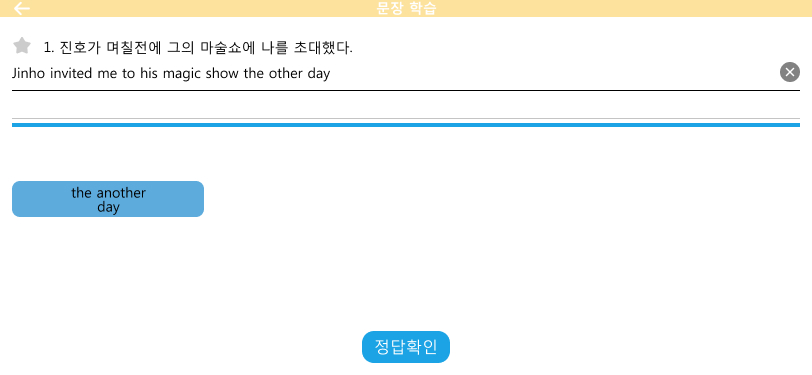 문장 학습
1. 진호가 며칠전에 그의 마술쇼에 나를 초대했다.
Jinho invited me to his magic show the other day
the another
day
정답확인